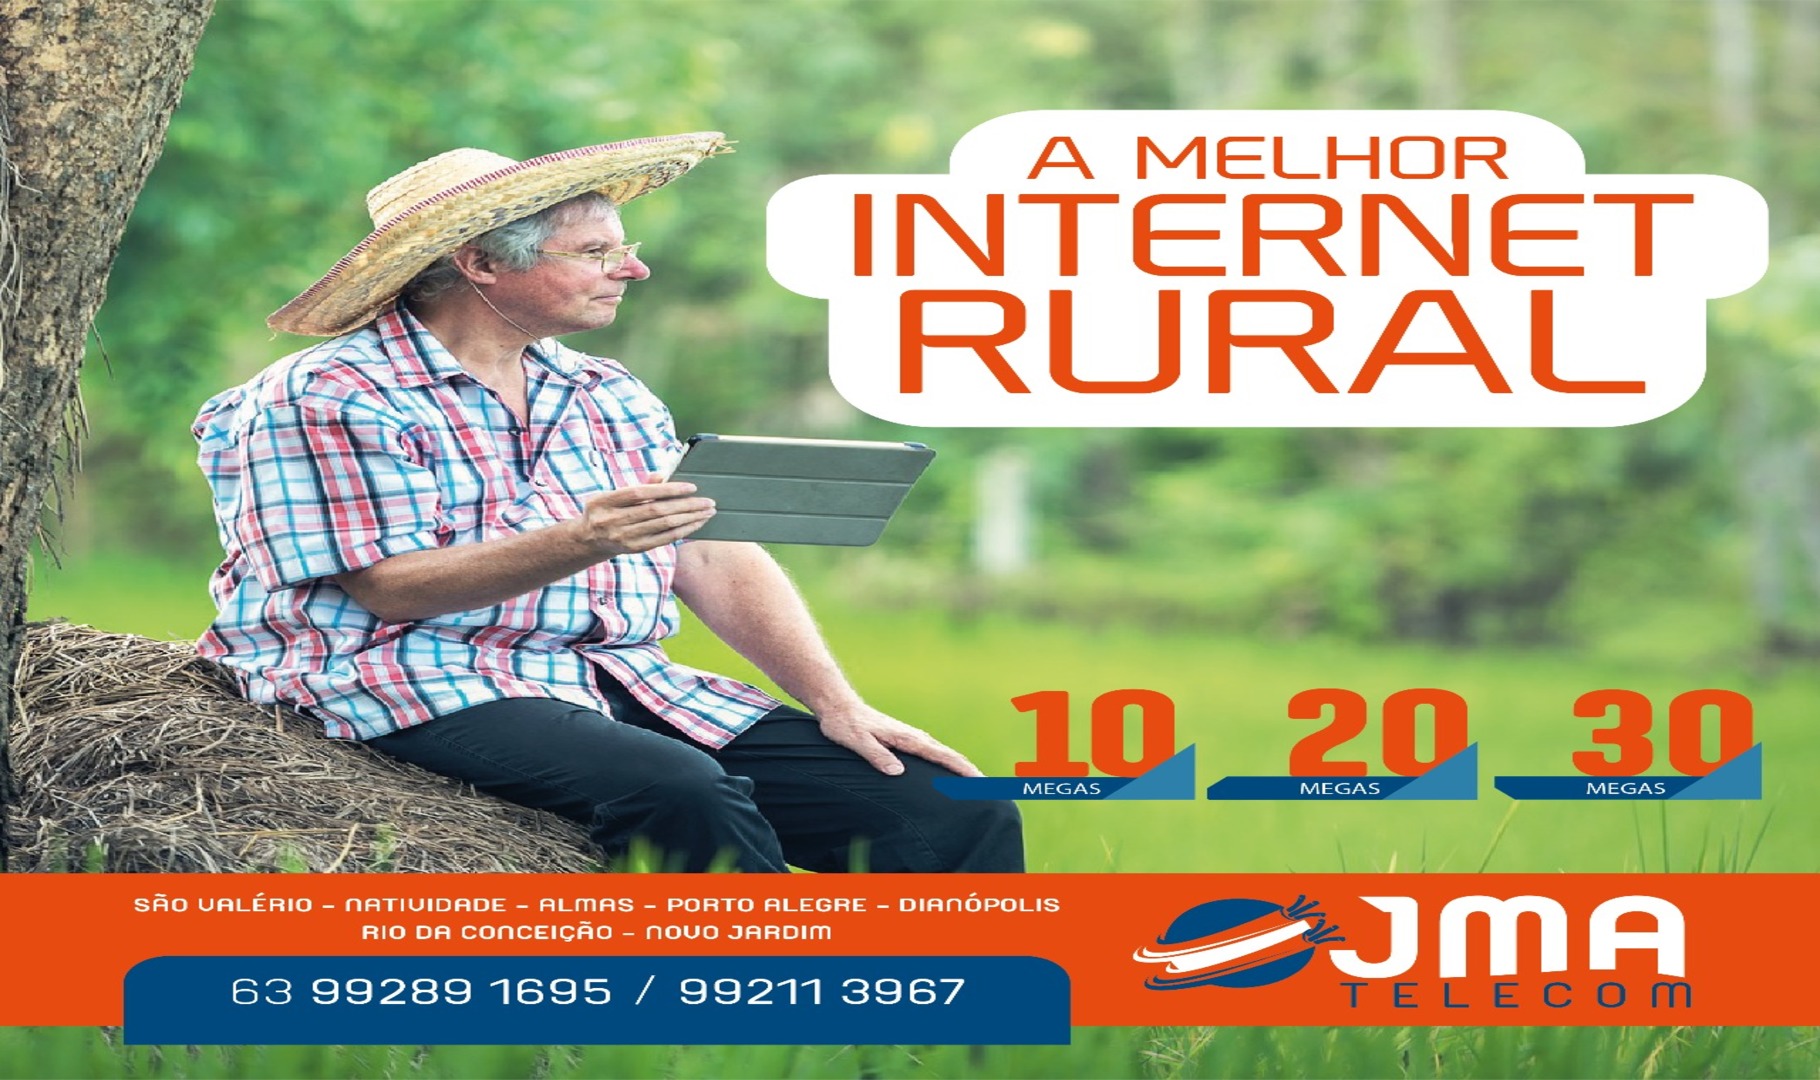 A MELHOR
INTERNET
RURAL
10 20 30
MEGAS MEGAS MEGAS
SÃO VALÉRIO - NATIVIDADE - ALMAS - PORTO ALEGRE - DIANÓPOLIS
RIO DA CONCEIÇÃO - NOVO JARDIM
63 99289 1695 / 99211 3967
JMA
TELECOM